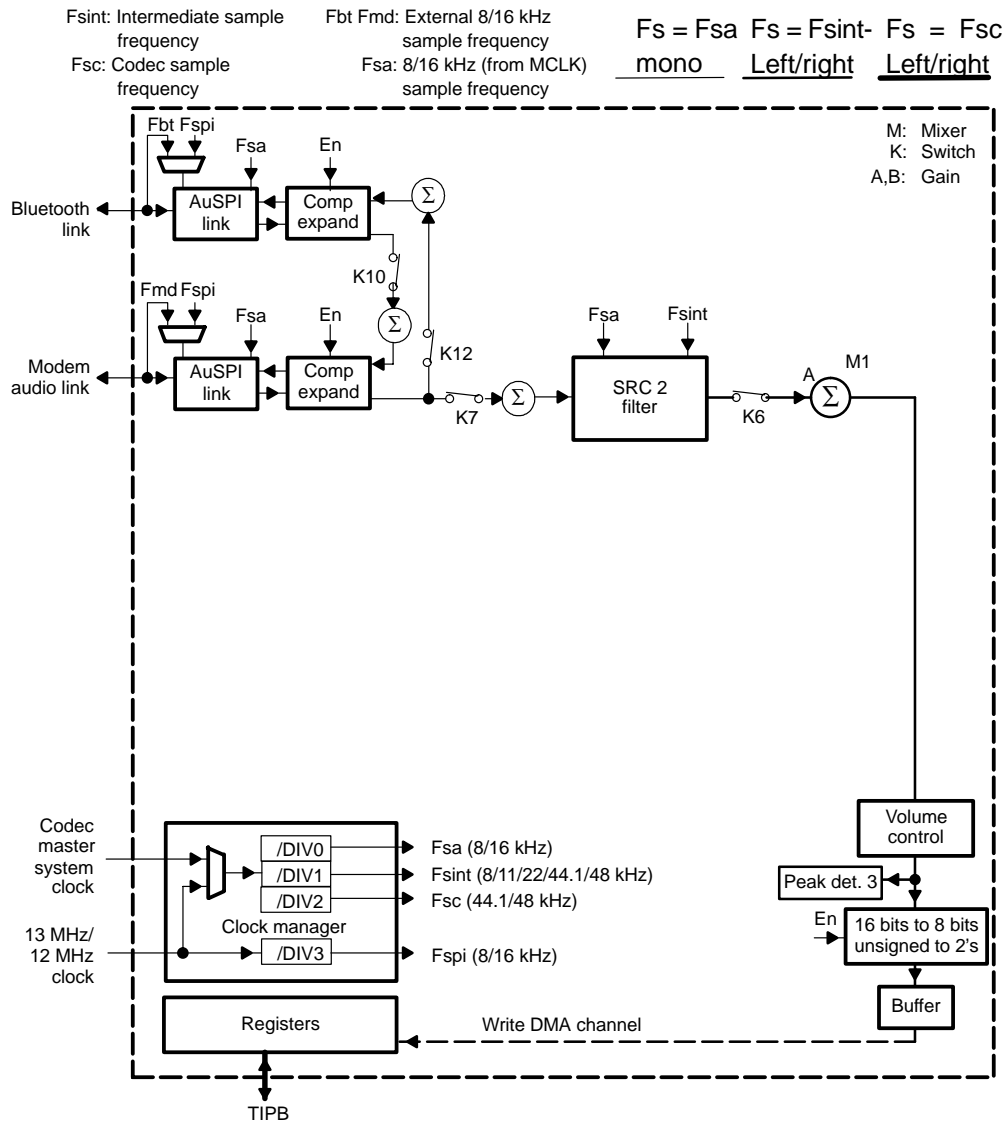 Fsint: Intermediate sample
frequency
Fsc: Codec sample
frequency
Fbt Fmd: External 8/16 kHz
sample frequency
Fsa: 8/16 kHz (from MCLK)
sample frequency
Fs = Fsa
mono
Fs = Fsint-
Left/right
Fs = Fsc
Left/right
M: Mixer
K: Switch
A,B: Gain
Fbt Fspi
Fsa
En
Bluetooth
link
AuSPI
link
Comp
expand
Σ
K10
Fmd Fspi
Fsa
En
Σ
K12
Modem
audio link
AuSPI
link
Comp
expand
K7
Σ
Fsa
Fsint
SRC 2
filter
K6
A
Σ
M1
Codec
master
system
clock
13 MHz/
12 MHz
clock
/DIV0
/DIV1
/DIV2
Clock manager
/DIV3
Fsa (8/16 kHz)
Fsint (8/11/22/44.1/48 kHz)
Fsc (44.1/48 kHz)
Fspi (8/16 kHz)
Volume
control
Peak det. 3
En
16 bits to 8 bits
unsigned to 2's
Buffer
Registers
Write DMA channel
TIPB